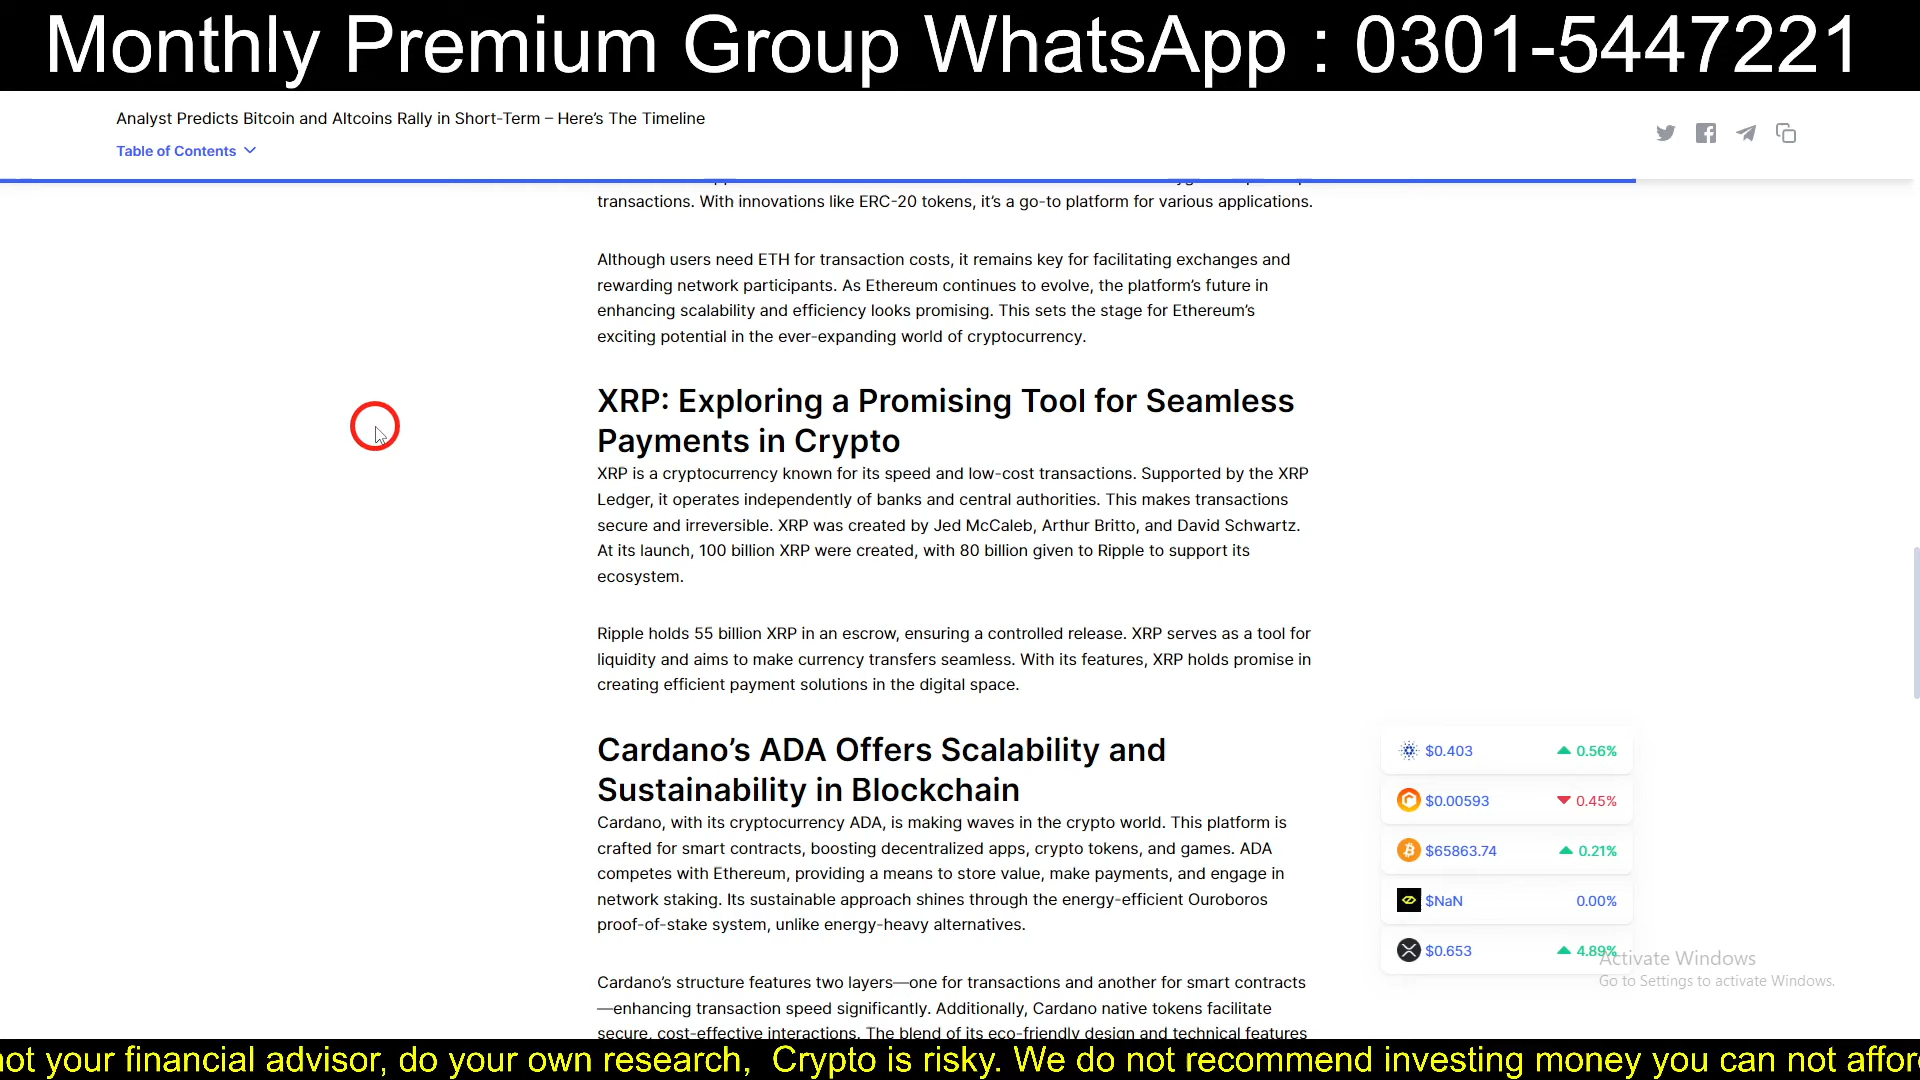 Monthly Premium Group WhatsApp : 0301-5447221
Analyst Predicts Bitcoin and Altcoins Rally in Short-Term – Here’s The Timeline
Table of Contents
transactions. With innovations like ERC-20 tokens, it’s a go-to platform for various applications.
Although users need ETH for transaction costs, it remains key for facilitating exchanges and
rewarding network participants. As Ethereum continues to evolve, the platform’s future in
enhancing scalability and efficiency looks promising. This sets the stage for Ethereum’s
exciting potential in the ever-expanding world of cryptocurrency.
XRP: Exploring a Promising Tool for Seamless
Payments in Crypto
XRP is a cryptocurrency known for its speed and low-cost transactions. Supported by the XRP
Ledger, it operates independently of banks and central authorities. This makes transactions
secure and irreversible. XRP was created by Jed McCaleb, Arthur Britto, and David Schwartz.
At its launch, 100 billion XRP were created, with 80 billion given to Ripple to support its
ecosystem.
Ripple holds 55 billion XRP in an escrow, ensuring a controlled release. XRP serves as a tool for
liquidity and aims to make currency transfers seamless. With its features, XRP holds promise in
creating efficient payment solutions in the digital space.
Cardano’s ADA Offers Scalability and
Sustainability in Blockchain
Cardano, with its cryptocurrency ADA, is making waves in the crypto world. This platform is
crafted for smart contracts, boosting decentralized apps, crypto tokens, and games. ADA
competes with Ethereum, providing a means to store value, make payments, and engage in
network staking. Its sustainable approach shines through the energy-efficient Ouroboros
proof-of-stake system, unlike energy-heavy alternatives.
Cardano’s structure features two layers—one for transactions and another for smart contracts
—enhancing transaction speed significantly. Additionally, Cardano native tokens facilitate
secure, cost-effective interactions. The blend of its eco-friendly design and technical features
$0.403 0.56%
$0.00593 0.45%
$65863.74 0.21%
$NaN 0.00%
$0.653 4.89%
Activate Windows
Go to Settings to activate Windows.
not your financial advisor, do your own research, Crypto is risky. We do not recommend investing money you can not affor